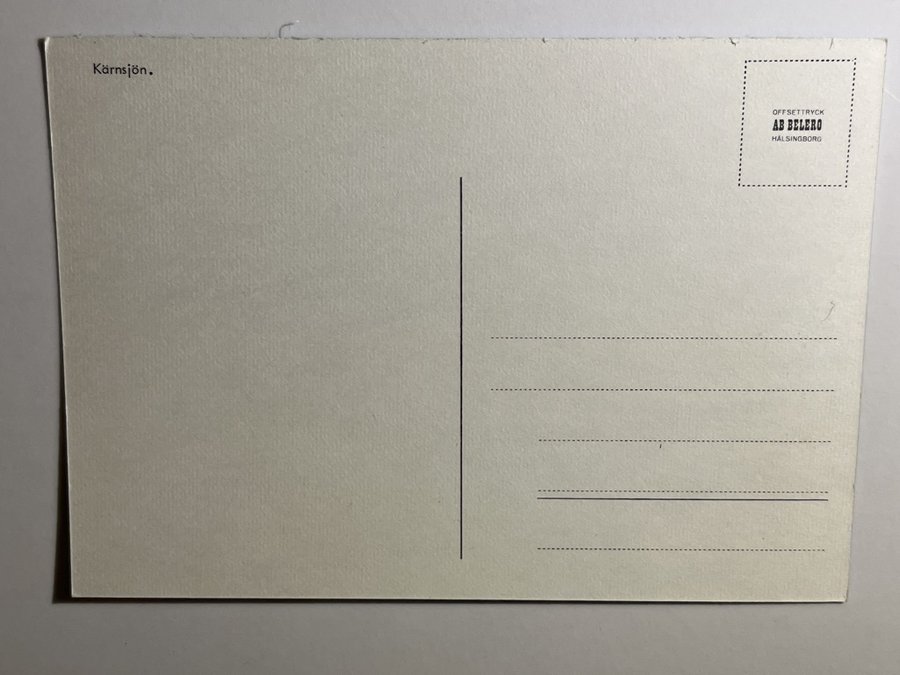 Kärnsjön.
OFFSETTRYCK
AB BELERO
HÄLSINGBORG